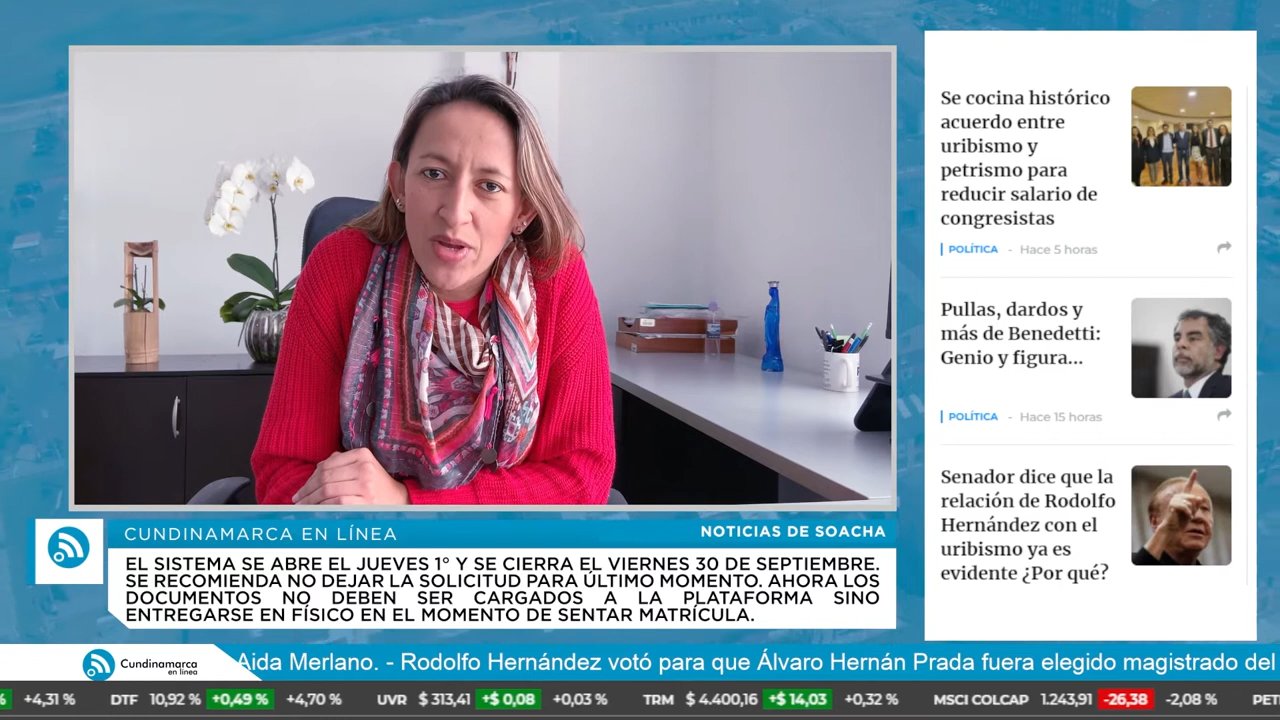 Se cocina histórico
acuerdo entre
uribismo y
petrismo para
reducir salario de
congresistas
POLÍTICA - Hace 5 horas
Pullas, dardos y
más de Benedetti:
Genio y figura...
POLÍTICA - Hace 15 horas
Senador dice que la
relación de Rodolfo
Hernández con el
uribismo ya es
evidente ¿Por qué?
CUNDINAMARCA EN LÍNEA
NOTICIAS DE SOACHA
EL SISTEMA SE ABRE EL JUEVES 1° Y SE CIERRA EL VIERNES 30 DE SEPTIEMBRE.
SE RECOMIENDA NO DEJAR LA SOLICITUD PARA ÚLTIMO MOMENTO. AHORA LOS
DOCUMENTOS NO DEBEN SER CARGADOS A LA PLATAFORMA SINO
ENTREGARSE EN FÍSICO EN EL MOMENTO DE SENTAR MATRÍCULA.
Cundinamarca
en línea
Aida Merlano. - Rodolfo Hernández votó para que Álvaro Hernán Prada fuera elegido magistrado del
% +4,31 % DTF 10,92 % +0,49 % +4,70 % UVR $ 313,41 +$ 0,08 +0,03 % TRM $ 4.400,16 +$ 14,03 +0,32 % MSCI COLCAP 1.243,91 -26,38 -2,08 % PET